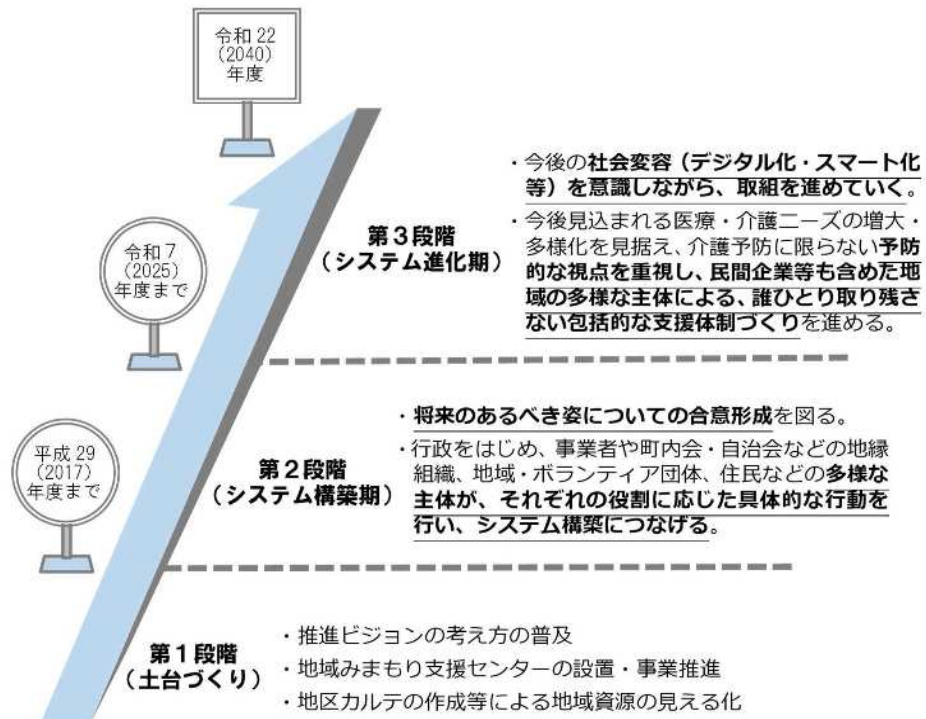 令和 22
（2040）
年度
・今後の社会変容（デジタル化・スマート化
等）を意識しながら、取組を進めていく。
・今後見込まれる医療・介護ニーズの増大・
多様化を見据え、介護予防に限らない予防
的な視点を重視し、民間企業等も含めた地
域の多様な主体による、誰ひとり取り残さ
ない包括的な支援体制づくりを進める。
第３段階
（システム進化期）
令和 7
（2025）
年度まで
・将来のあるべき姿についての合意形成を図る。
・行政をはじめ、事業者や町内会・自治会などの地縁
組織、地域・ボランティア団体、住民などの多様な
主体が、それぞれの役割に応じた具体的な行動を
行い、システム構築につなげる。
第２段階
（システム構築期）
平成 29
（2017）
年度まで
第１段階
（土台づくり）
・推進ビジョンの考え方の普及
・地域みまもり支援センターの設置・事業推進
・地区カルテの作成等による地域資源の見える化